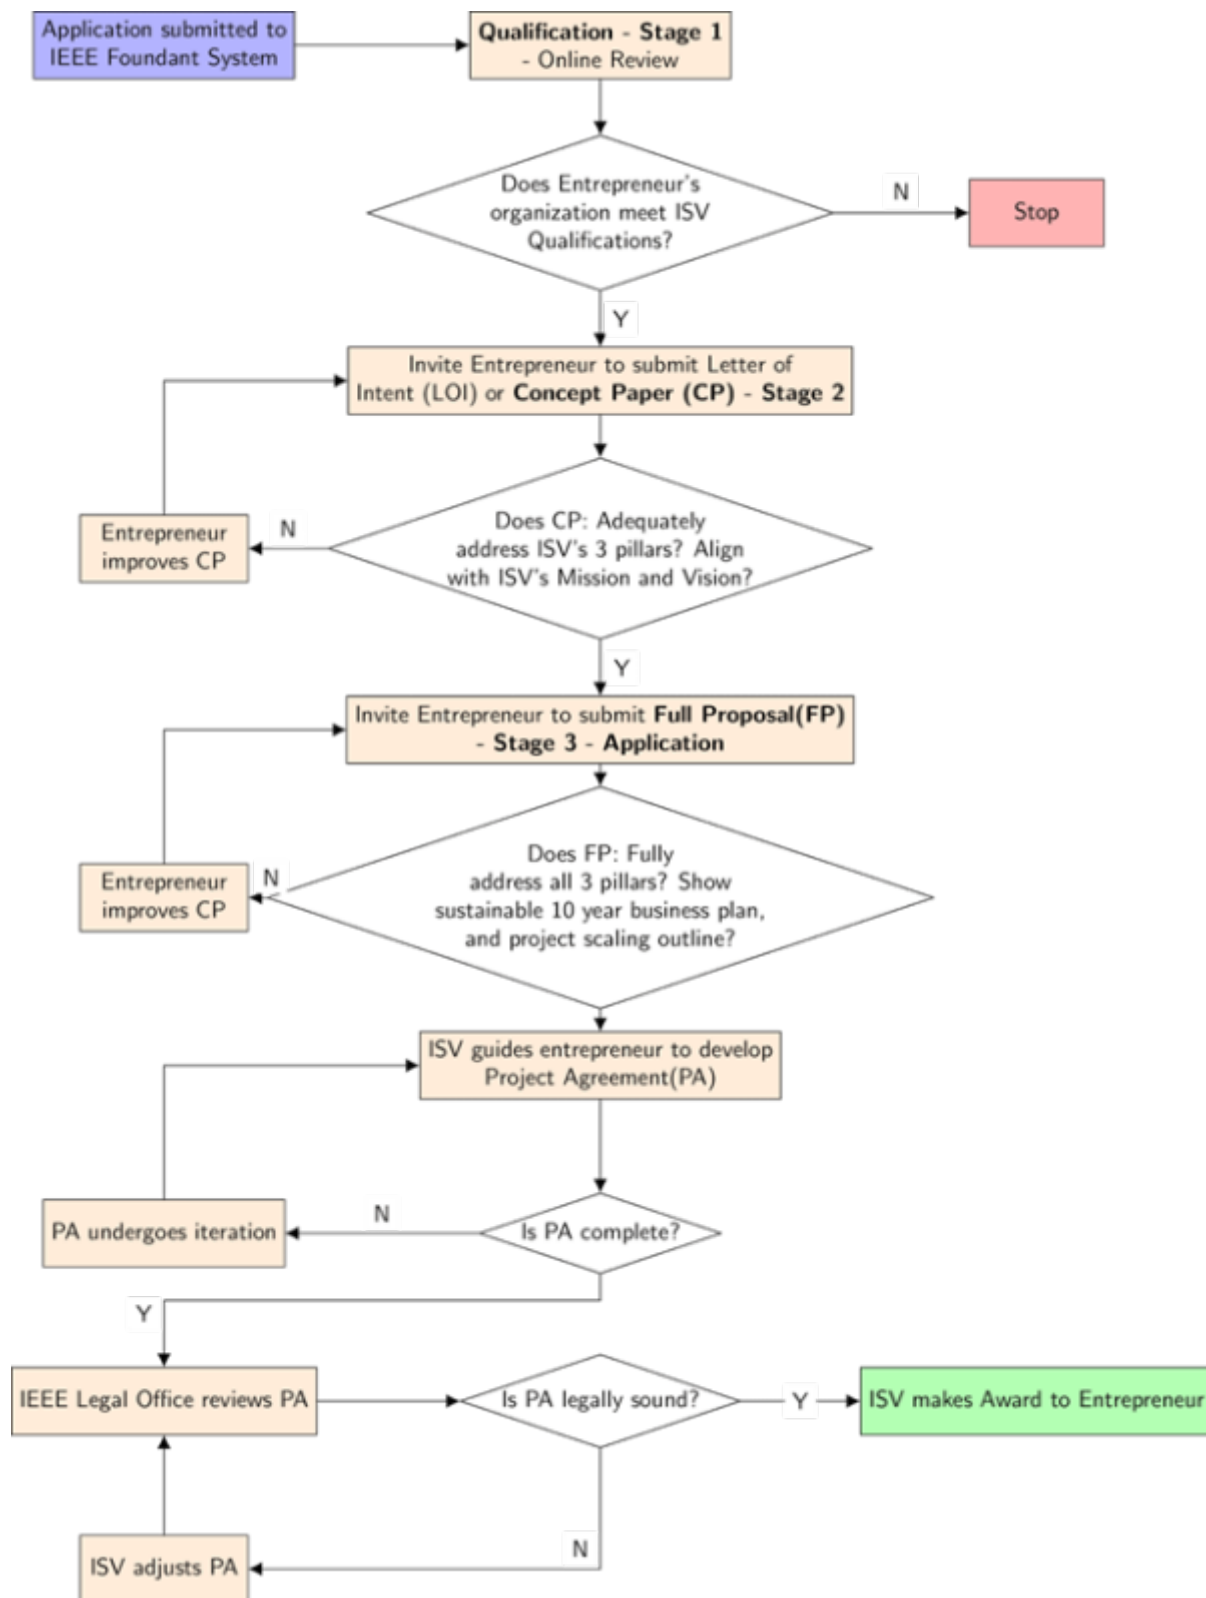 Application submitted to
IEEE Foundant System
Qualification - Stage 1
- Online Review
Does Entrepreneur's
organization meet ISV
Qualifications?
N
Stop
Y
Invite Entrepreneur to submit Letter of
Intent (LOI) or Concept Paper (CP) - Stage 2
Does CP: Adequately
address ISV's 3 pillars? Align
with ISV's Mission and Vision?
N
Entrepreneur
improves CP
Y
Invite Entrepreneur to submit Full Proposal(FP)
- Stage 3 - Application
Does FP: Fully
address all 3 pillars? Show
sustainable 10 year business plan,
and project scaling outline?
N
Entrepreneur
improves CP
ISV guides entrepreneur to develop
Project Agreement(PA)
Is PA complete?
N
PA undergoes iteration
Y
IEEE Legal Office reviews PA
Is PA legally sound?
Y
ISV makes Award to Entrepreneur
N
ISV adjusts PA